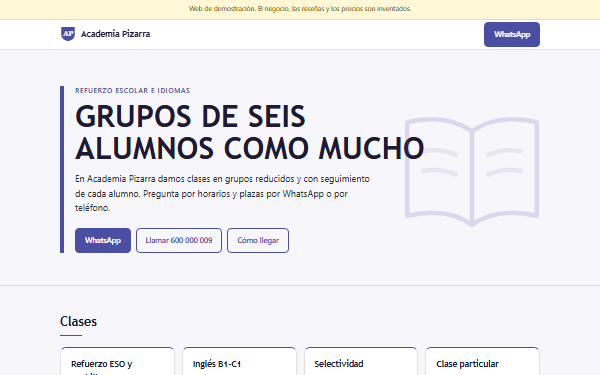 Web de demostración. El negocio, las reseñas y los precios son inventados.
AP Academia Pizarra
WhatsApp
REFUERZO ESCOLAR E IDIOMAS
GRUPOS DE SEIS
ALUMNOS COMO MUCHO
En Academia Pizarra damos clases en grupos reducidos y con seguimiento
de cada alumno. Pregunta por horarios y plazas por WhatsApp o por
teléfono.
WhatsApp
Llamar 600 000 009
Cómo llegar
Clases
Refuerzo ESO y
Inglés B1-C1
Selectividad
Clase particular